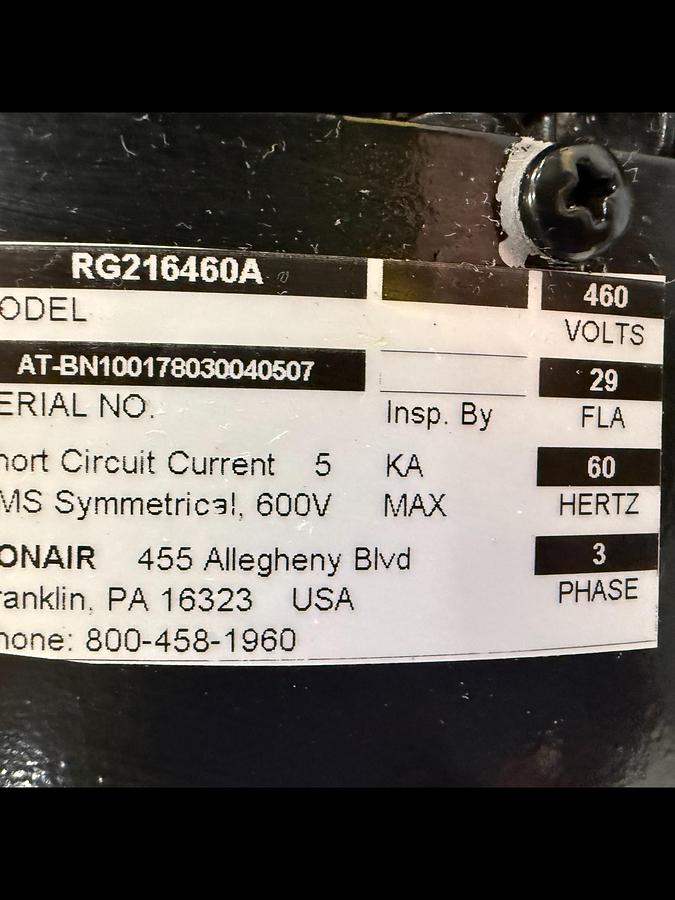 RG216460A
ODEL
460
VOLTS
AT-BN100178030040507
ERIAL NO.
Insp. By
29
FLA
hort Circuit Current 5 KA
MS Symmetrical, 600V MAX
60
HERTZ
ONAIR 455 Allegheny Blvd
ranklin, PA 16323 USA
hone: 800-458-1960
3
PHASE